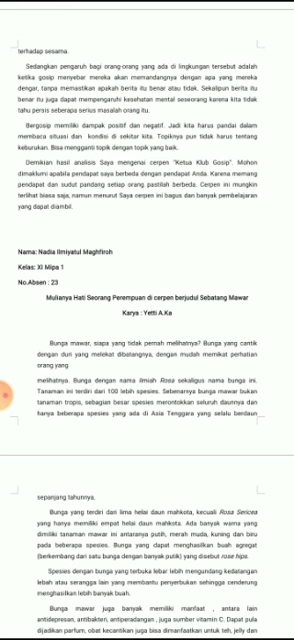 terhadap sesama.
Sedangkan pengaruh bagi orang-orang yang ada di lingkungan tersebut adalah
ketika gosip menyebar mereka akan memandangnya dengan apa yang mereka
dengar, tanpa memastikan apakah berita itu benar atau tidak. Sekalipun berita itu
benar itu juga dapat mempengaruhi kesehatan mental seseorang karena kita tidak
tahu persis seberapa serius masalah orang itu.
Bergosip memiliki dampak positif dan negatif. Jadi kita harus pandai dalam
membaca situasi dan kondisi di sekitar kita. Topiknya pun tidak harus tentang
keburukan. Bisa mengganti topik dengan topik yang baik.
Demikian hasil analisis Saya mengenai cerpen "Ketua Klub Gosip". Mohon
dimaklumi apabila pendapat saya berbeda dengan pendapat Anda. Karena memang
pendapat dan sudut pandang setiap orang pastilah berbeda. Cerpen ini mungkin
terlihat biasa saja, namun menurut Saya cerpen ini bagus dan banyak pembelajaran
yang dapat diambil.
Nama: Nadia Ilmiyatul Maghfiroh
Kelas: XI Mipa 1
No.Absen : 23
Mulianya Hati Seorang Perempuan di cerpen berjudul Sebatang Mawar
Karya : Yetti A.Ka
Bunga mawar, siapa yang tidak pernah melihatnya? Bunga yang cantik
dengan duri yang melekat dibatangnya, dengan mudah memikat perhatian
orang yang
melihatnya. Bunga dengan nama ilmiah Rosa sekaligus nama bunga ini.
Tanaman ini terdiri dari 100 lebih spesies. Sebenarnya bunga mawar bukan
tanaman tropis, sebagian besar spesies merontokkan seluruh daunnya dan
hanya beberapa spesies yang ada di Asia Tenggara yang selalu berdaun
sepanjang tahunnya.
Bunga yang terdiri dari lima helai daun mahkota, kecuali Rosa Sericea
yang hanya memiliki empat helai daun mahkota. Ada banyak warna yang
dimiliki tanaman mawar ini antaranya putih, merah muda, kuning dan biru
pada beberapa spesies. Bunga yang dapat menghasilkan buah agregat
(berkembang dari satu bunga dengan banyak putik) yang disebut rose hips.
Spesies dengan bunga yang terbuka lebar lebih mengundang kedatangan
lebah atau serangga lain yang membantu penyerbukan sehingga cenderung
menghasilkan lebih banyak buah.
Bunga mawar juga banyak memiliki manfaat , antara lain
antidepresan, antibakteri, antiperadangan , juga sumber vitamin C. Dapat pula
dijadikan parfum, obat kecantikan juga bisa dimanfaatkan untuk teh, jelly dan